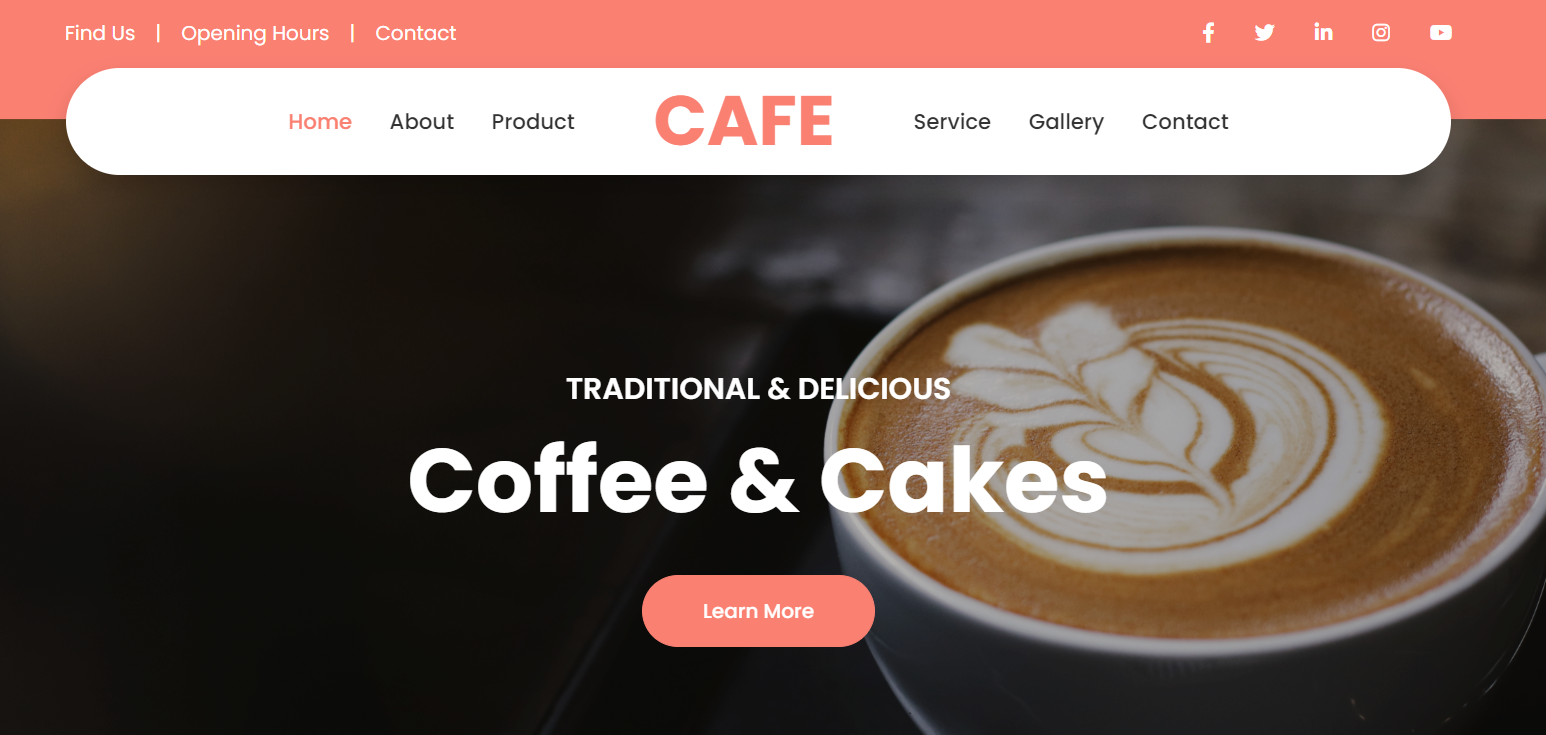 Find Us | Opening Hours | Contact
Home About Product CAFE Service Gallery Contact
TRADITIONAL & DELICIOUS
Coffee & Cakes
Learn More